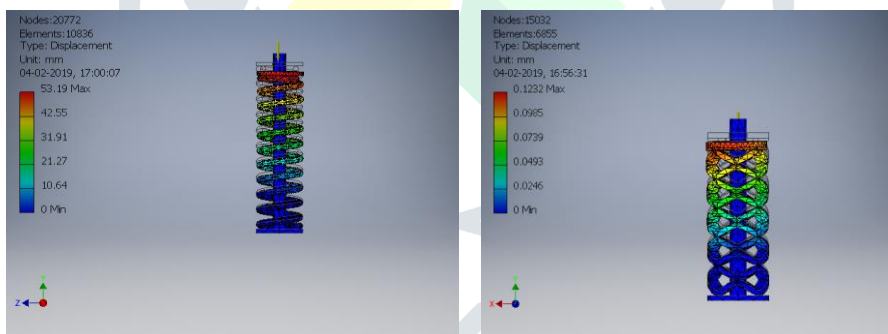 Nodes:20772
Elements:10836
Type: Displacement
Unit: mm
04-02-2019, 17:00:07
53.19 Max
42.55
31.91
21.27
10.64
0 Min
Y
Z
Nodes:15032
Elements:6855
Type: Displacement
Unit: mm
04-02-2019, 16:56:31
0.1232 Max
0.0985
0.0739
0.0493
0.0246
0 Min
Y
X